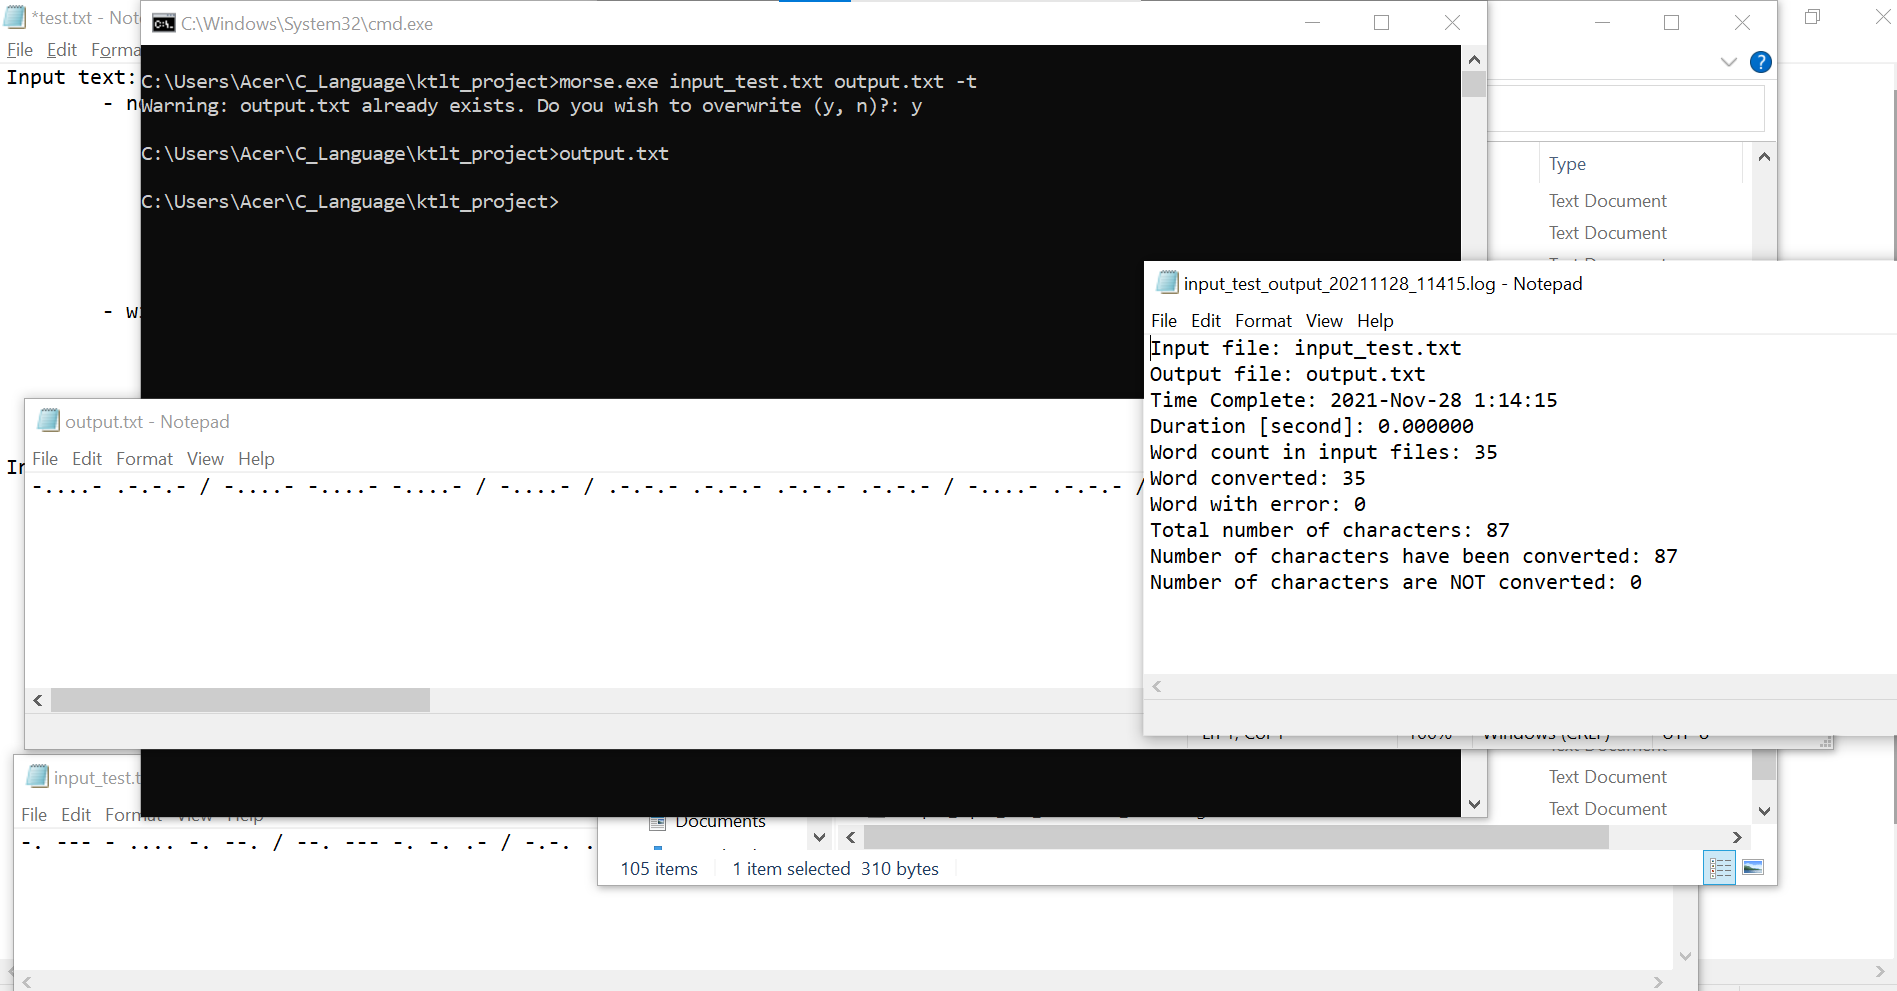 *test.txt - No
File Edit Forma
Input text:
C:\Windows\System32\cmd.exe
C:\Users\Acer\C_Language\ktlt_project>morse.exe input_test.txt output.txt -t
Warning: output.txt already exists. Do you wish to overwrite (y, n)?: y
C:\Users\Acer\C_Language\ktlt_project>output.txt
C:\Users\Acer\C_Language\ktlt_project>
?
Type
Text Document
Text Document
input_test_output_20211128_11415.log - Notepad
File Edit Format View Help
Input file: input_test.txt
Output file: output.txt
Time Complete: 2021-Nov-28 1:14:15
Duration [second]: 0.000000
Word count in input files: 35
Word converted: 35
Word with error: 0
Total number of characters: 87
Number of characters have been converted: 87
Number of characters are NOT converted: 0
output.txt - Notepad
File Edit Format View Help
-....- .-.-.- / -....- -....- -....- / -....- / .-.-.- .-.-.- .-.-.- .-.-.- / -....- .-.-.- /
Text Document
Text Document
input_test.t
File Edit Format View Help
-. --- - .... -. --. / --. --- -. -. .- / -.-. .
Documents
105 items 1 item selected 310 bytes